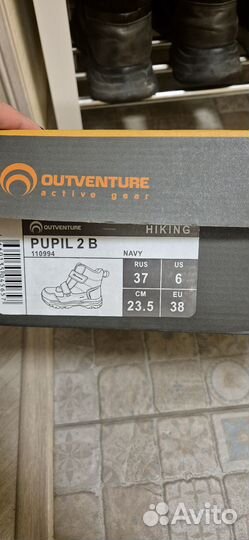 OUTVENTURE
active gear
OUTVENTURE
HIKING
PUPIL 2 B
110994
NAVY
RUS
US
37
6
CM
EU
23.5
38
Avito